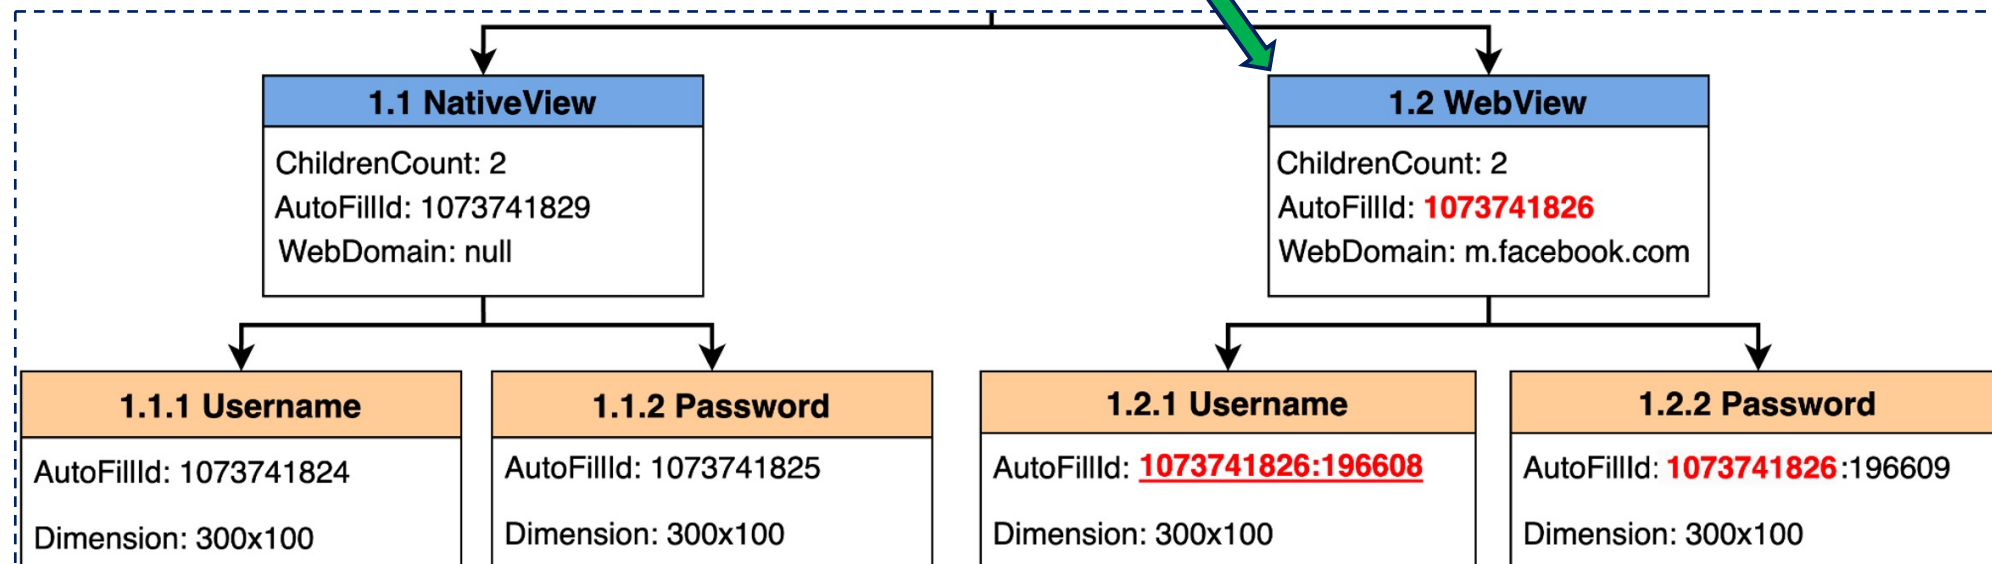 1.1 NativeView
ChildrenCount: 2
AutoFillId: 1073741829
WebDomain: null
1.2 WebView
ChildrenCount: 2
AutoFillId: 1073741826
WebDomain: m.facebook.com
1.1.1 Username
AutoFillId: 1073741824
Dimension: 300x100
1.1.2 Password
AutoFillId: 1073741825
Dimension: 300x100
1.2.1 Username
AutoFillId: 1073741826:196608
Dimension: 300x100
1.2.2 Password
AutoFillId: 1073741826:196609
Dimension: 300x100